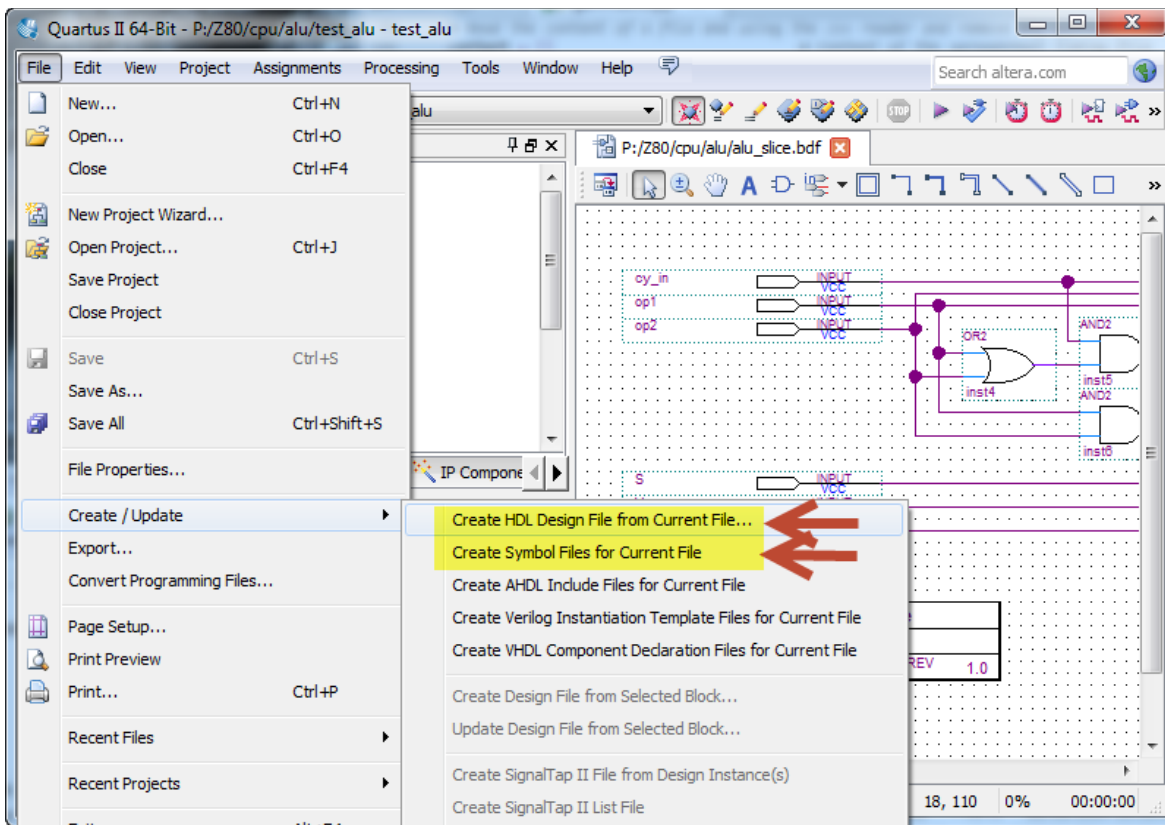 Quartus II 64-Bit - P:/Z80/cpu/alu/test_alu - test_alu
File Edit View Project Assignments Processing Tools Window Help
Search altera.com
New... Ctrl+N
Open... Ctrl+O
Close Ctrl+F4
New Project Wizard...
Open Project... Ctrl+J
Save Project
Close Project
Save Ctrl+S
Save As...
Save All Ctrl+Shift+S
File Properties...
Create / Update
Export...
Convert Programming Files...
Page Setup...
Print Preview
Print... Ctrl+P
Recent Files
Recent Projects
alu
STOP
IP Compone
P:/Z80/cpu/alu/alu_slice.bdf
cy_in INPUT
VCC
op1 INPUT
VCC
op2 INPUT
VCC
OR2
inst4
AND2
inst5
AND2
inst6
S INPUT
VCC
Create HDL Design File from Current File...
Create Symbol Files for Current File
Create AHDL Include Files for Current File
Create Verilog Instantiation Template Files for Current File
Create VHDL Component Declaration Files for Current File
Create Design File from Selected Block...
Update Design File from Selected Block...
Create SignalTap II File from Design Instance(s)
Create SignalTap II List File
REV 1.0
18, 110 0% 00:00:00